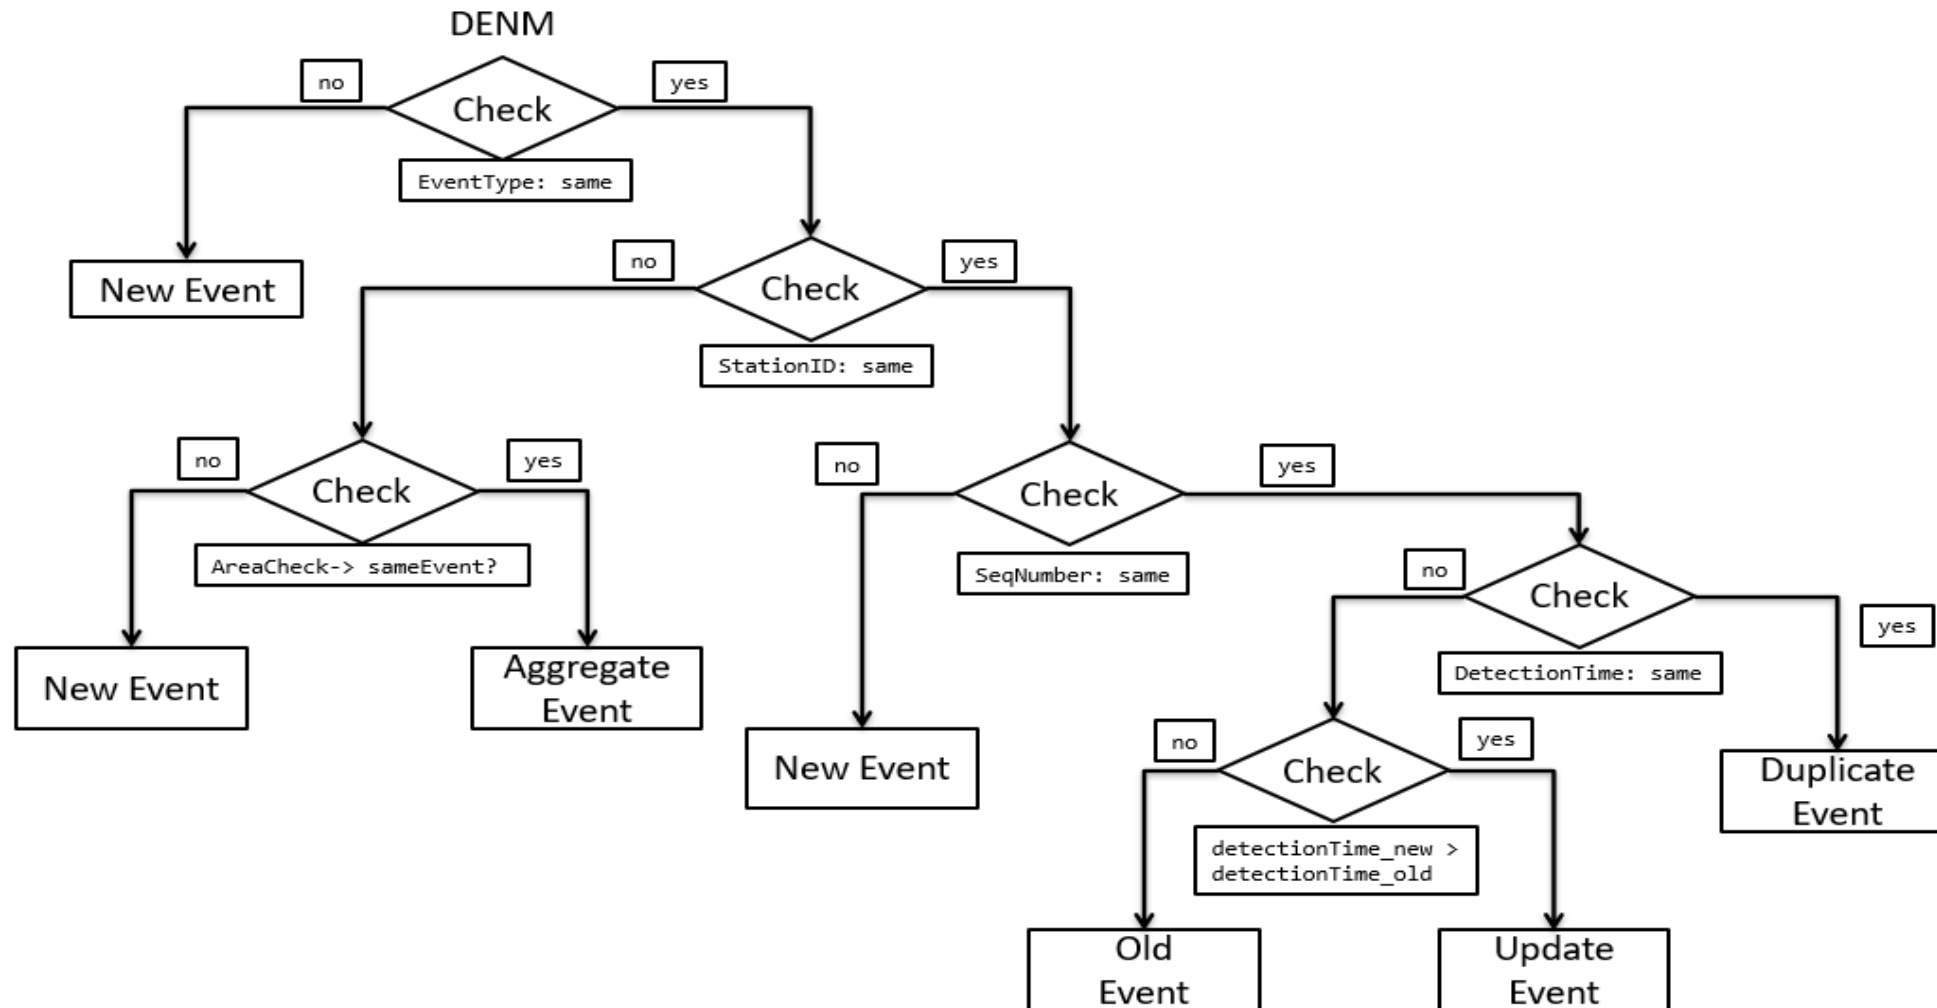 DENM
no
yes
Check
EventType: same
New Event
no
yes
Check
StationID: same
no
yes
Check
AreaCheck-> sameEvent?
New Event
Aggregate
Event
no
yes
Check
SeqNumber: same
New Event
no
yes
Check
DetectionTime: same
Duplicate
Event
no
yes
Check
detectionTime_new >
detectionTime_old
Old
Event
Update
Event